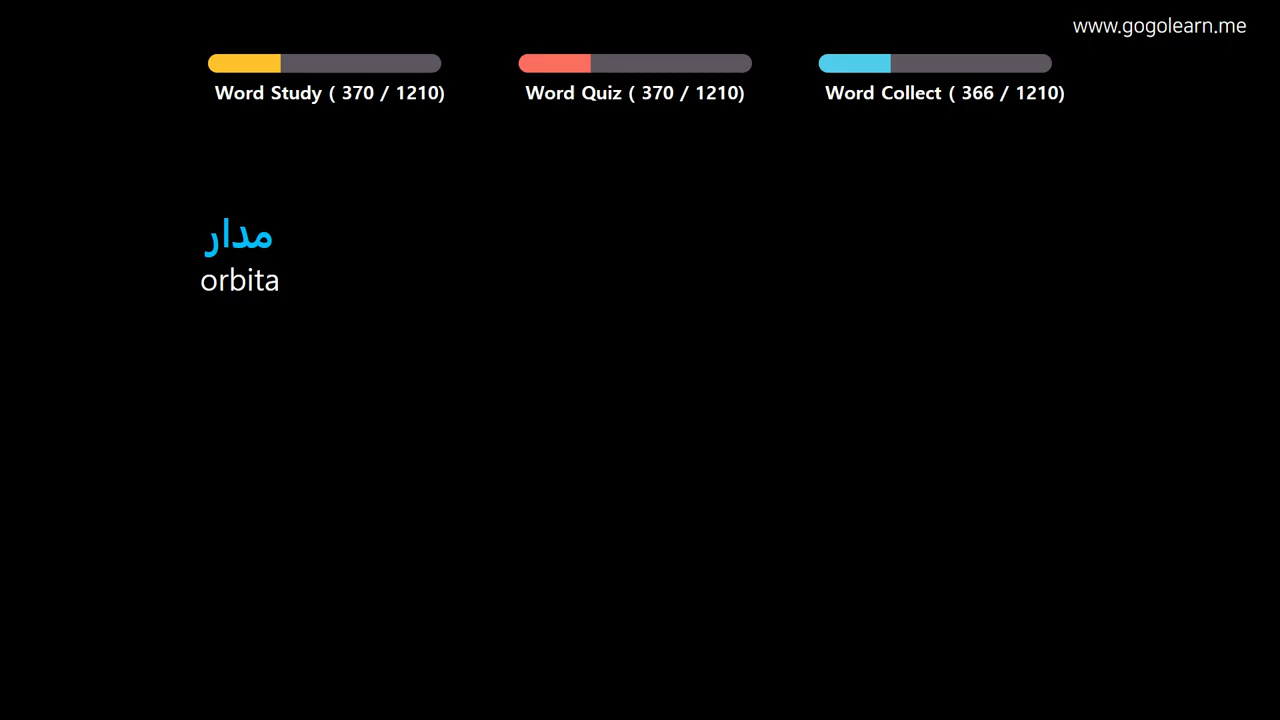 www.gogolearn.me
Word Study ( 370 / 1210)
Word Quiz ( 370 / 1210)
Word Collect ( 366 / 1210)
مدار
orbita